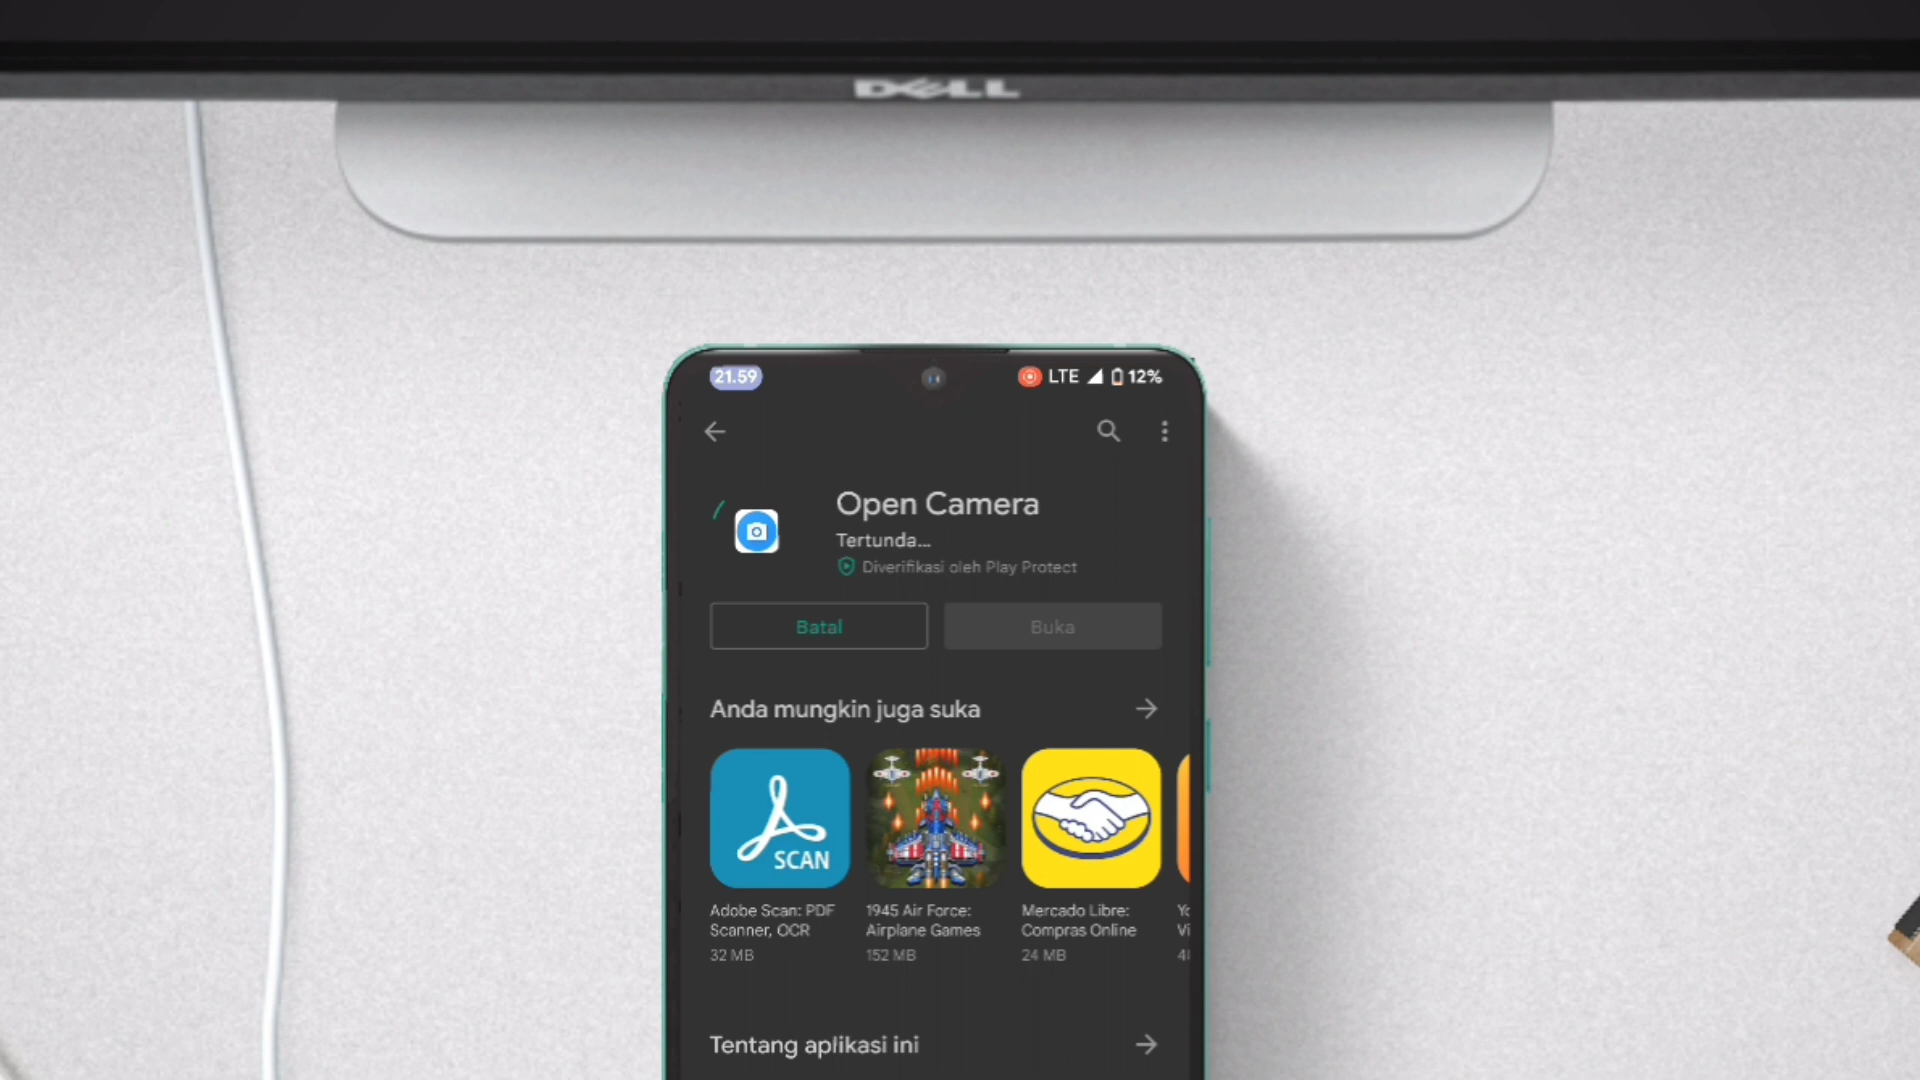 DELL
21.59 LTE 12%
Open Camera
Tertunda...
Diverifikasi oleh Play Protect
Batal Buka
Anda mungkin juga suka
SCAN
Adobe Scan: PDF
Scanner, OCR
32 MB
1945 Air Force:
Airplane Games
152 MB
Mercado Libre:
Compras Online
24 MB
Tentang aplikasi ini